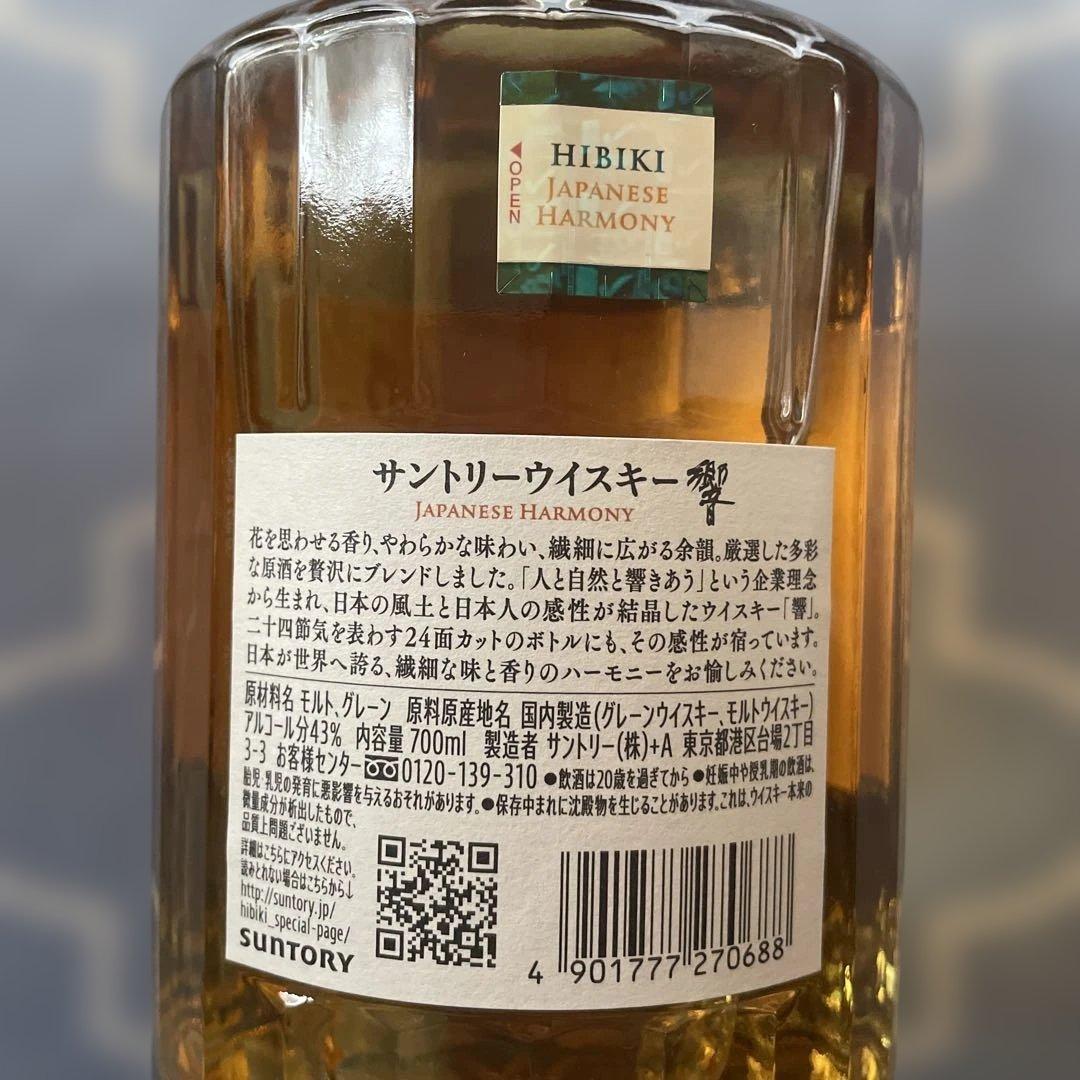 HIBIKI
JAPANESE
HARMONY
◀OPEN
サントリーウイスキー響
JAPANESE HARMONY
花を思わせる香り、やわらかな味わい、繊細に広がる余韻。厳選した多彩
な原酒を贅沢にブレンドしました。「人と自然と響きあう」という企業理念
から生まれ、日本の風土と日本人の感性が結晶したウイスキー「響」。
二十四節気を表わす24面カットのボトルにも、その感性が宿っています。
日本が世界へ誇る、繊細な味と香りのハーモニーをお愉しみください。
原材料名 モルト、グレーン 原料原産地名 国内製造(グレーンウイスキー、モルトウイスキー)
アルコール分43% 内容量 700ml 製造者 サントリー(株)+A 東京都港区台場2丁目
3-3 お客様センター 0120-139-310 ●飲酒は20歳を過ぎてから ●妊娠中や授乳期の飲酒は、
胎児・乳児の発育に悪影響を与えるおそれがあります。●保存中まれに沈殿物を生じることがあります。これは、ウイスキー本来の
微量成分が析出したもので、
品質上問題ございません。
詳細はこちらにアクセスください。
読みとれない場合はこちらから↓
http://suntory.jp/
hibiki_special-page/
SUNTORY
4 901777 270688